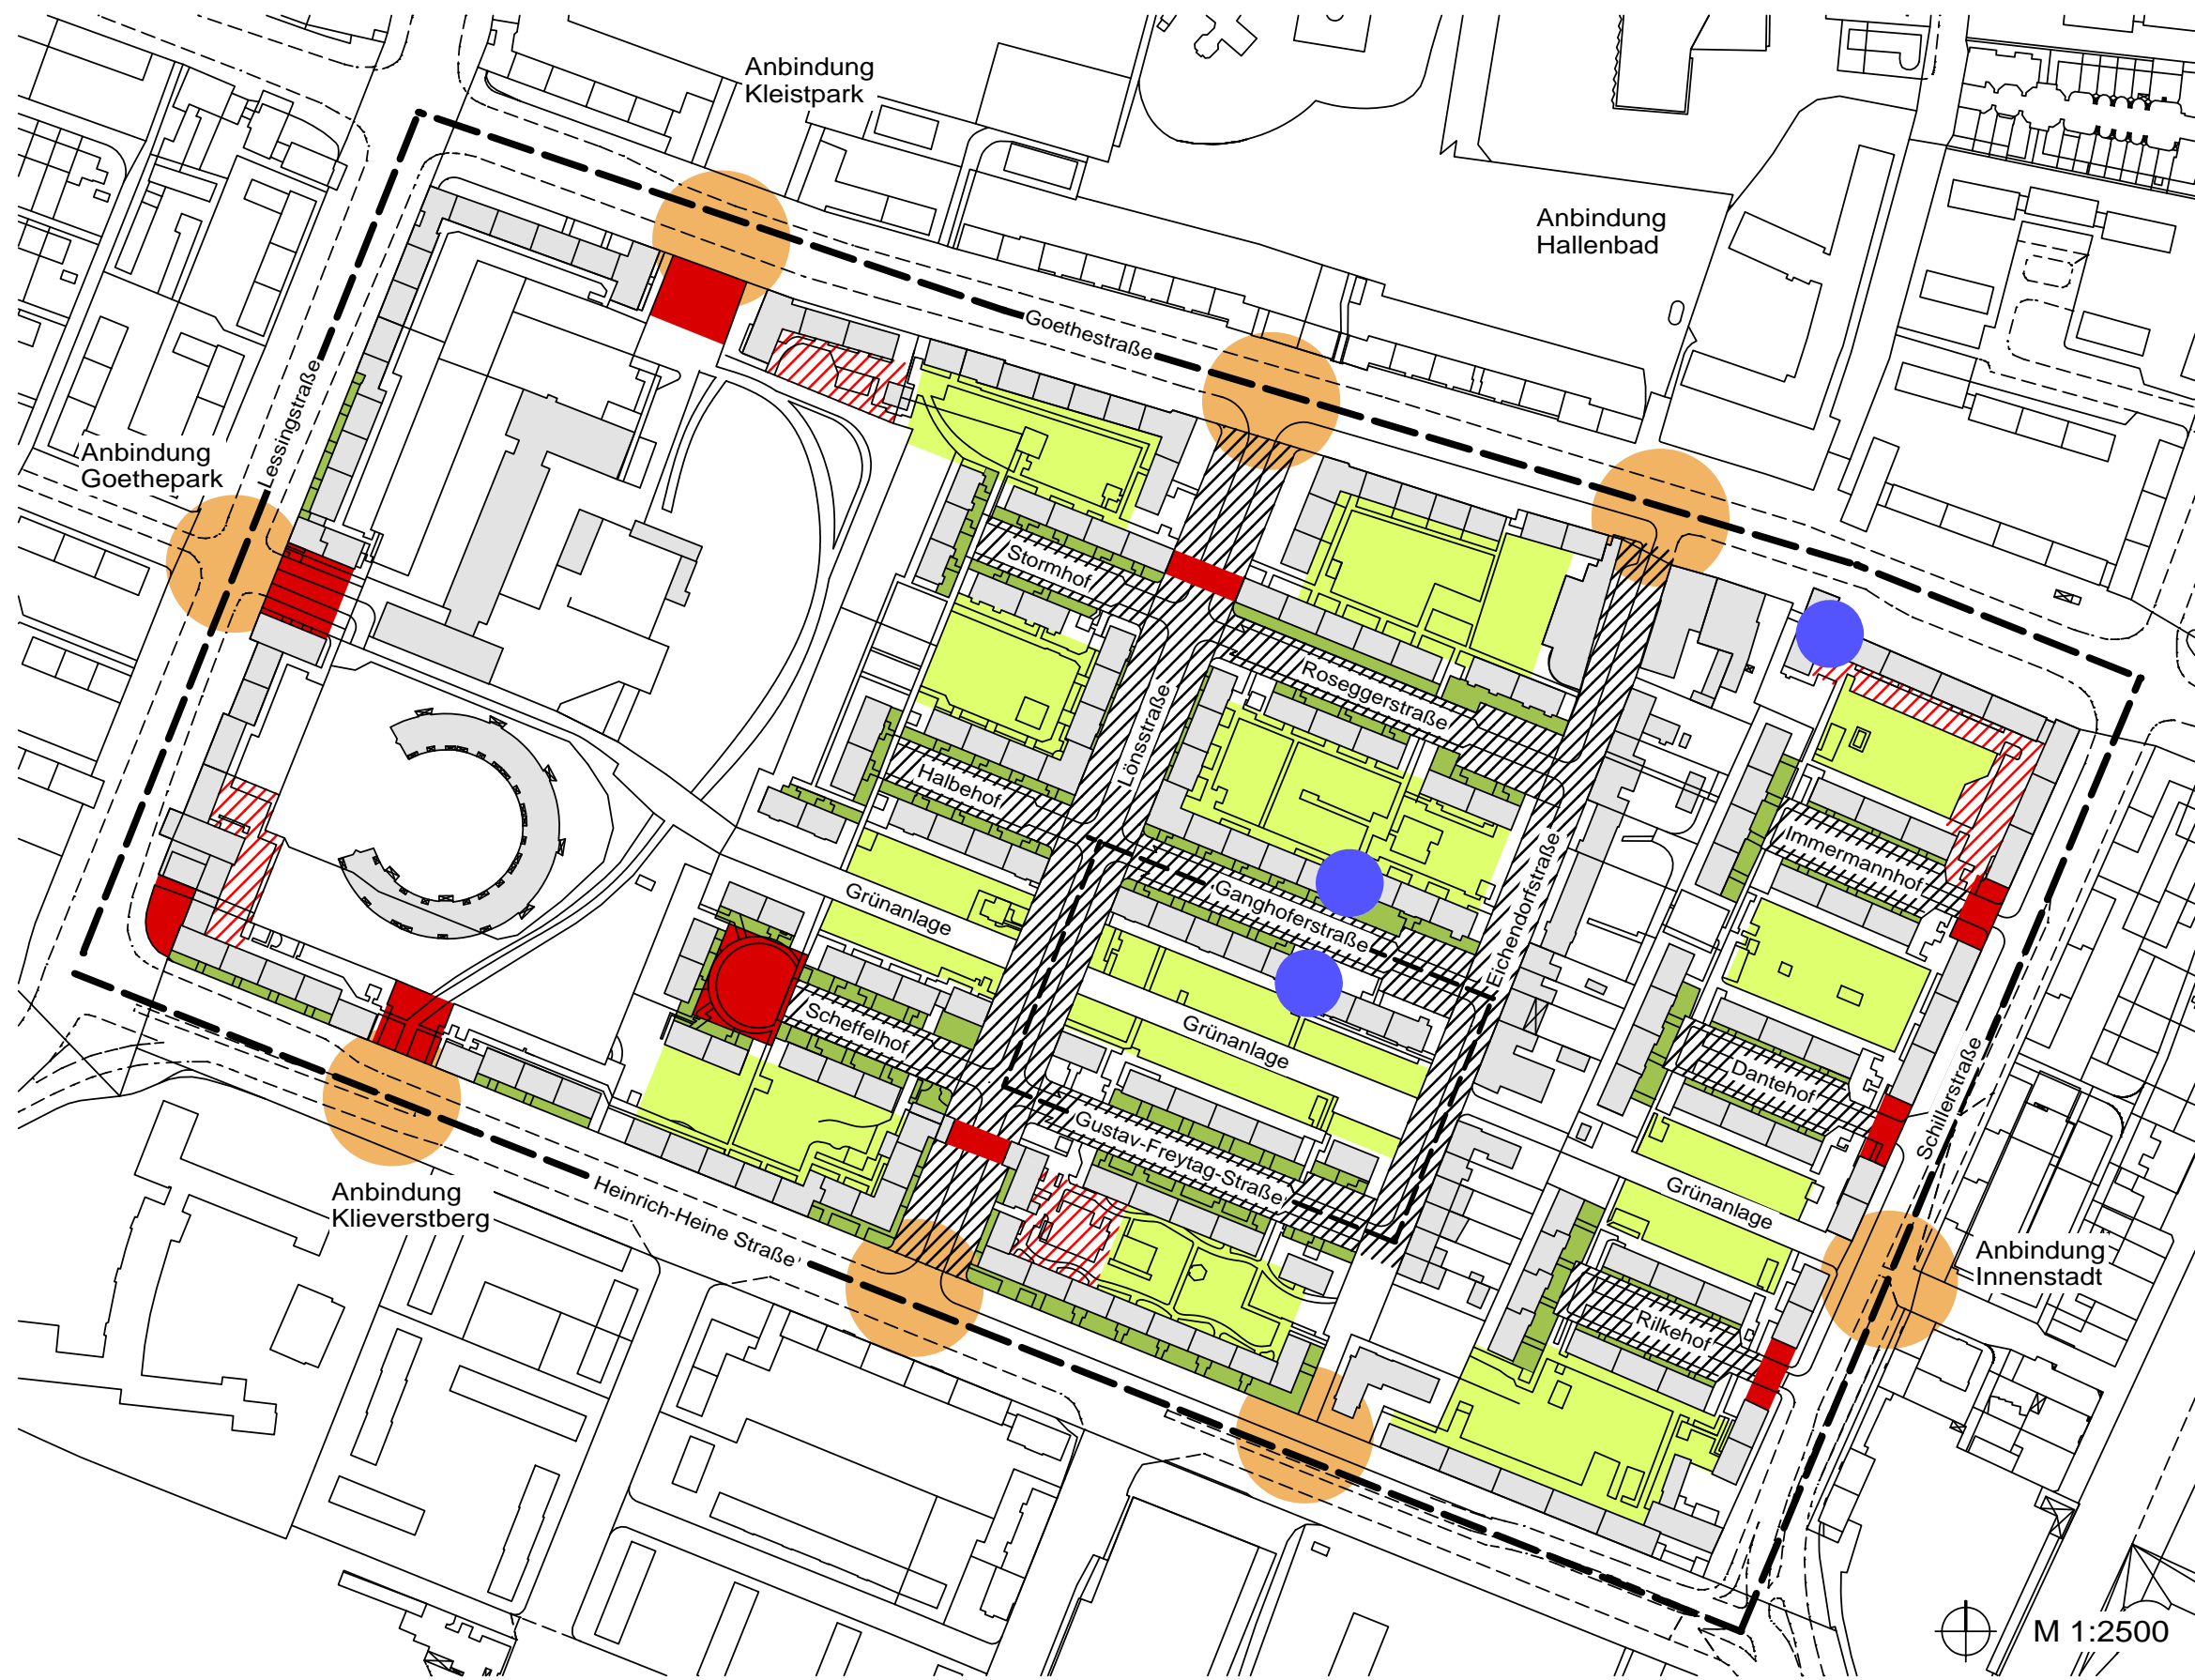 Anbindung
Kleistpark
Anbindung
Hallenbad
Goethestraße
Lessingstraße
Anbindung
Goethepark
Stormhof
Roseggerstraße
Lönsstraße
Halbehof
Immermannhof
Grünanlage
Ganghoferstraße
Eichendorfstraße
Scheffelhof
Grünanlage
Dantehof
Schillerstraße
Gustav-Freytag-Straße
Anbindung
Klieverstberg
Heinrich-Heine Straße
Grünanlage
Anbindung
Innenstadt
Rilkehof
M 1:2500